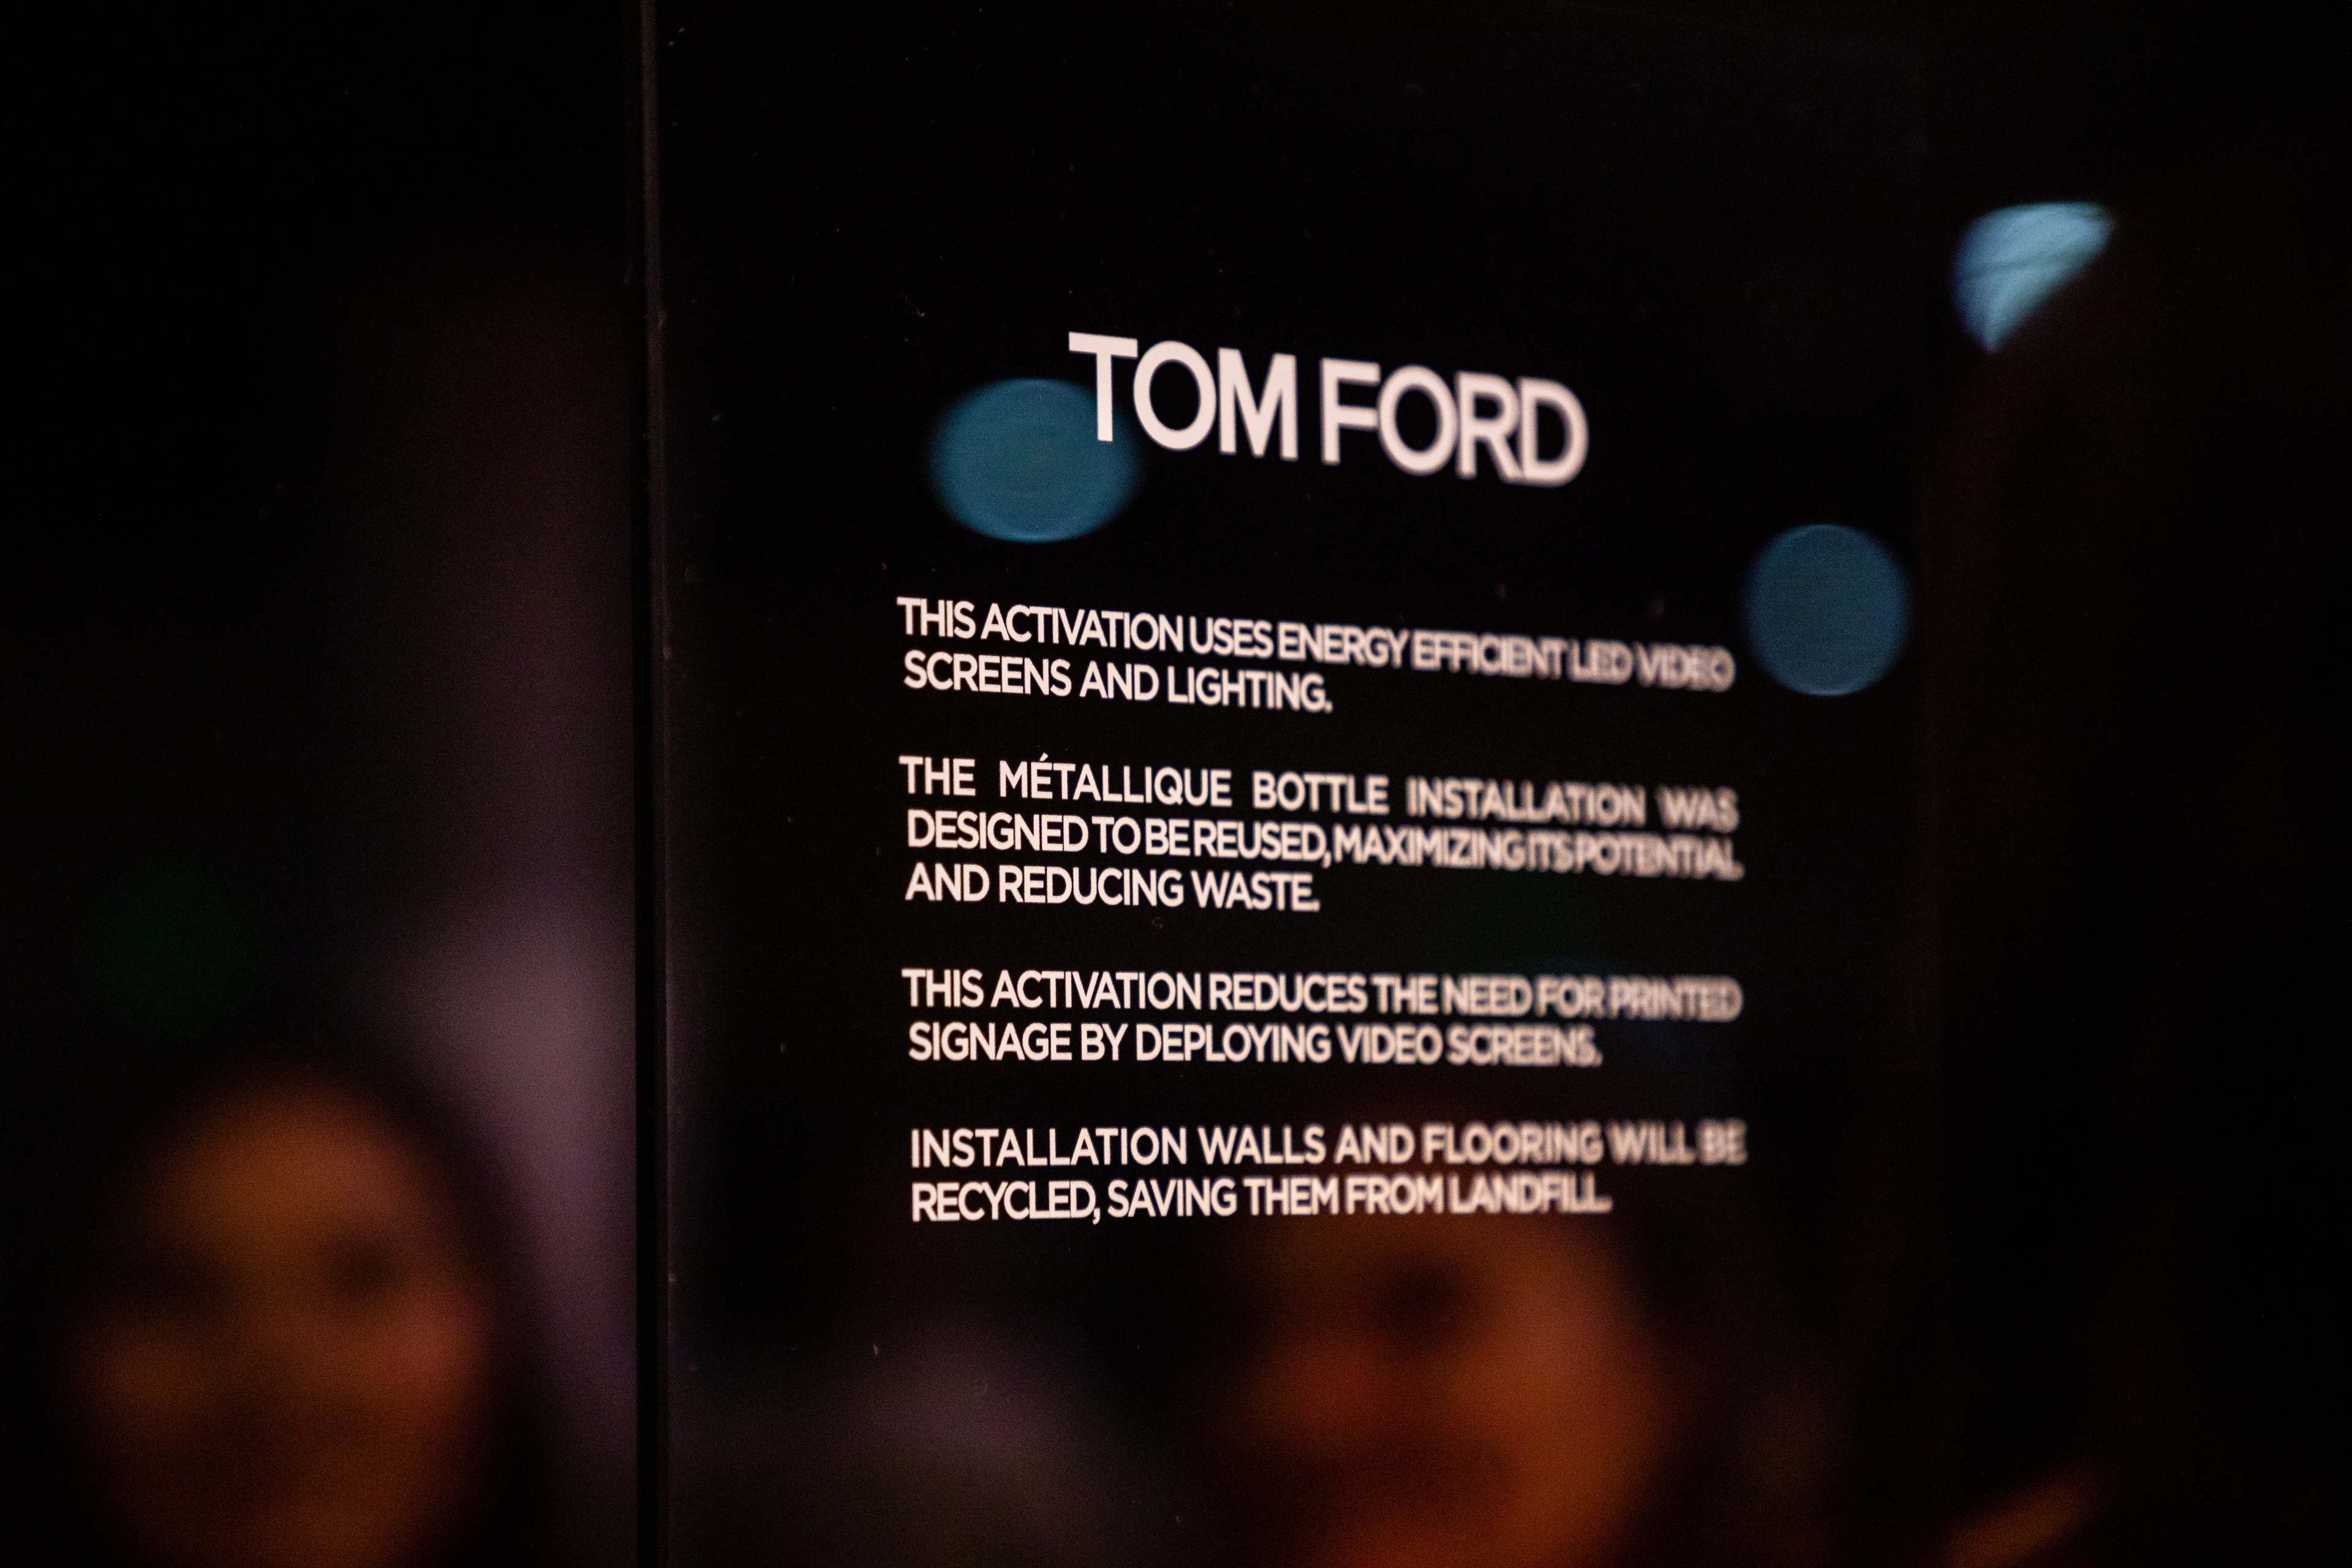 TOM FORD
THIS ACTIVATION USES ENERGY EFFICIENT LED VIDEO
SCREENS AND LIGHTING.
THE MÉTALLIQUE BOTTLE INSTALLATION WAS
DESIGNED TO BE REUSED, MAXIMIZING ITS POTENTIAL
AND REDUCING WASTE.
THIS ACTIVATION REDUCES THE NEED FOR PRINTED
SIGNAGE BY DEPLOYING VIDEO SCREENS.
INSTALLATION WALLS AND FLOORING WILL BE
RECYCLED, SAVING THEM FROM LANDFILL.